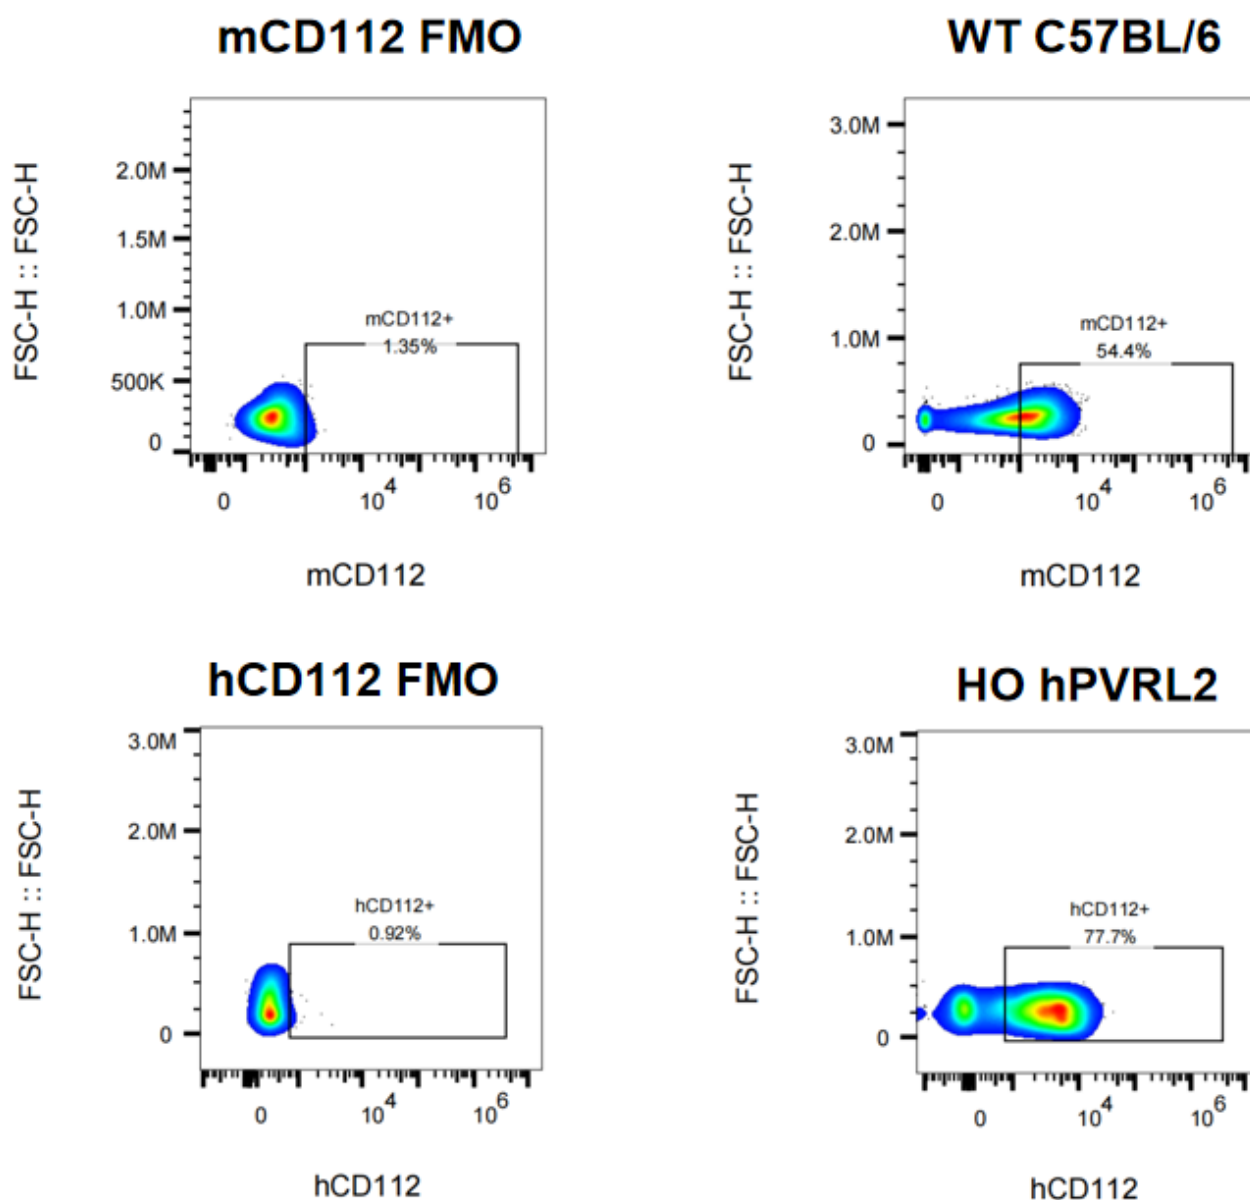 mCD112 FMO
FSC-H :: FSC-H
2.0M
1.5M
1.0M
500K
0
mCD112+
1.35%
0
10^4
10^6
mCD112
WT C57BL/6
FSC-H :: FSC-H
3.0M
2.0M
1.0M
0
mCD112+
54.4%
0
10^4
10^6
mCD112
hCD112 FMO
FSC-H :: FSC-H
3.0M
2.0M
1.0M
0
hCD112+
0.92%
0
10^4
10^6
hCD112
HO hPVRL2
FSC-H :: FSC-H
3.0M
2.0M
1.0M
0
hCD112+
77.7%
0
10^4
10^6
hCD112